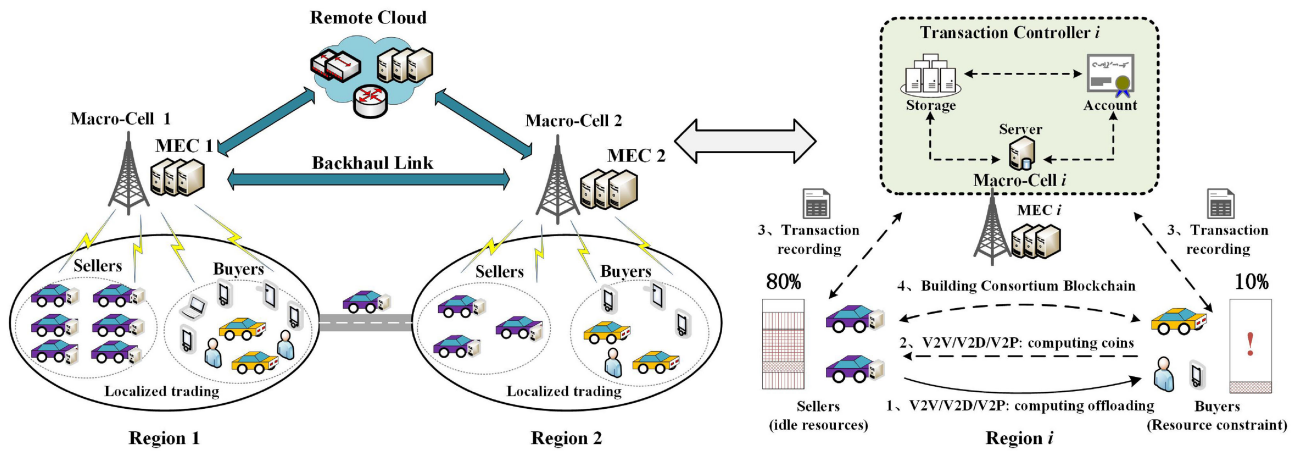 Remote Cloud
Macro-Cell 1
MEC 1
Backhaul Link
Macro-Cell 2
MEC 2
Sellers
Buyers
Localized trading
Region 1
Sellers
Buyers
Localized trading
Region 2
Transaction Controller i
Storage
Account
Server
Macro-Cell i
MEC i
3、Transaction
recording
3、Transaction
recording
80%
10%
4、Building Consortium Blockchain
2、V2V/V2D/V2P: computing coins
!
1、V2V/V2D/V2P: computing offloading
Sellers
(idle resources)
Buyers
(Resource constraint)
Region i